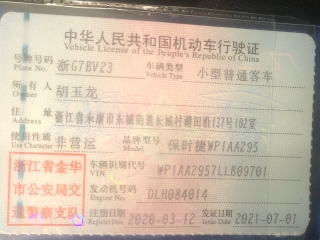 中华人民共和国机动车行驶证
Vehicle License of the People's Republic of China
号牌号码 浙G7BV23 车辆类型 小型普通客车
Plate No. Vehicle Type
所有人 胡玉龙
Owner
住址 浙江省永康市东城街道长城村塘田沿137号102室
Address
使用性质 非营运 品牌型号 保时捷WP1AA295
Use Character Model
浙江省金华 车辆识别代号 WP1AA2957LLB09701
VIN
市公安局交 发动机号码 DLH084014
Engine No.
通警察支队 注册日期 2020-03-12 发证日期 2021-07-01
Register Date Issue Date